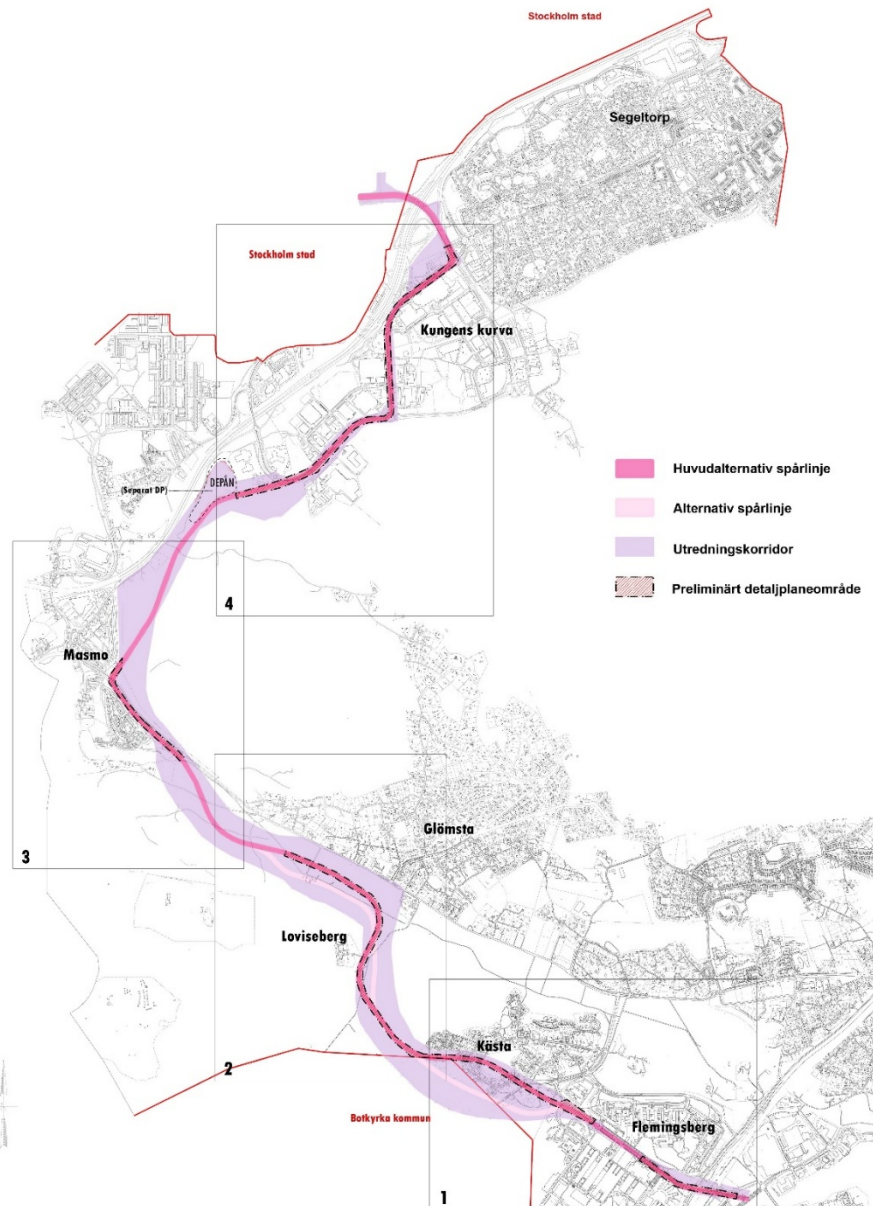 Stockholm stad
Segeltorp
Stockholm stad
Kungens kurva
Huvudalternativ spårlinje
DEPÅN
(Separat DP)
Alternativ spårlinje
Utredningskorridor
Preliminärt detaljplaneområde
4
Masmo
Glömsta
3
Loviseberg
Kästa
2
Botkyrka kommun
Flemingsberg
1